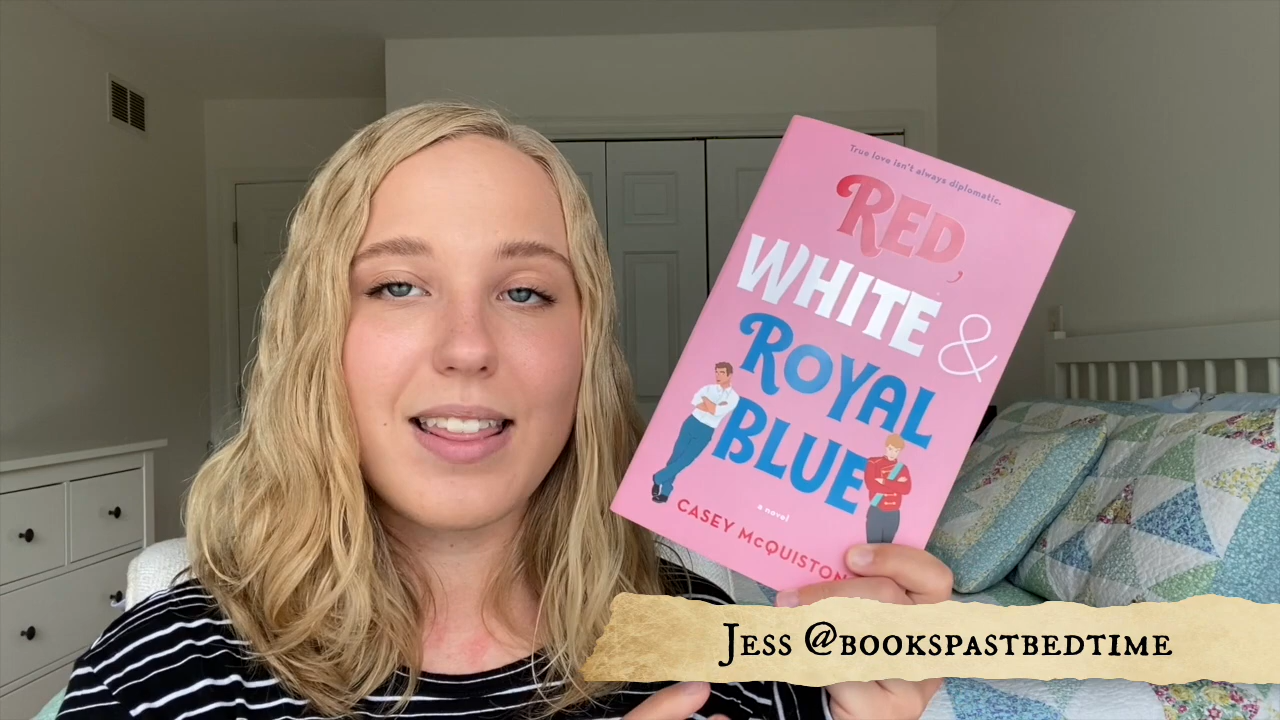 True love isn't always diplomatic.
RED,
WHITE &
ROYAL
BLUE
a novel
CASEY McQUISTON
Jess @bookspastbedtime